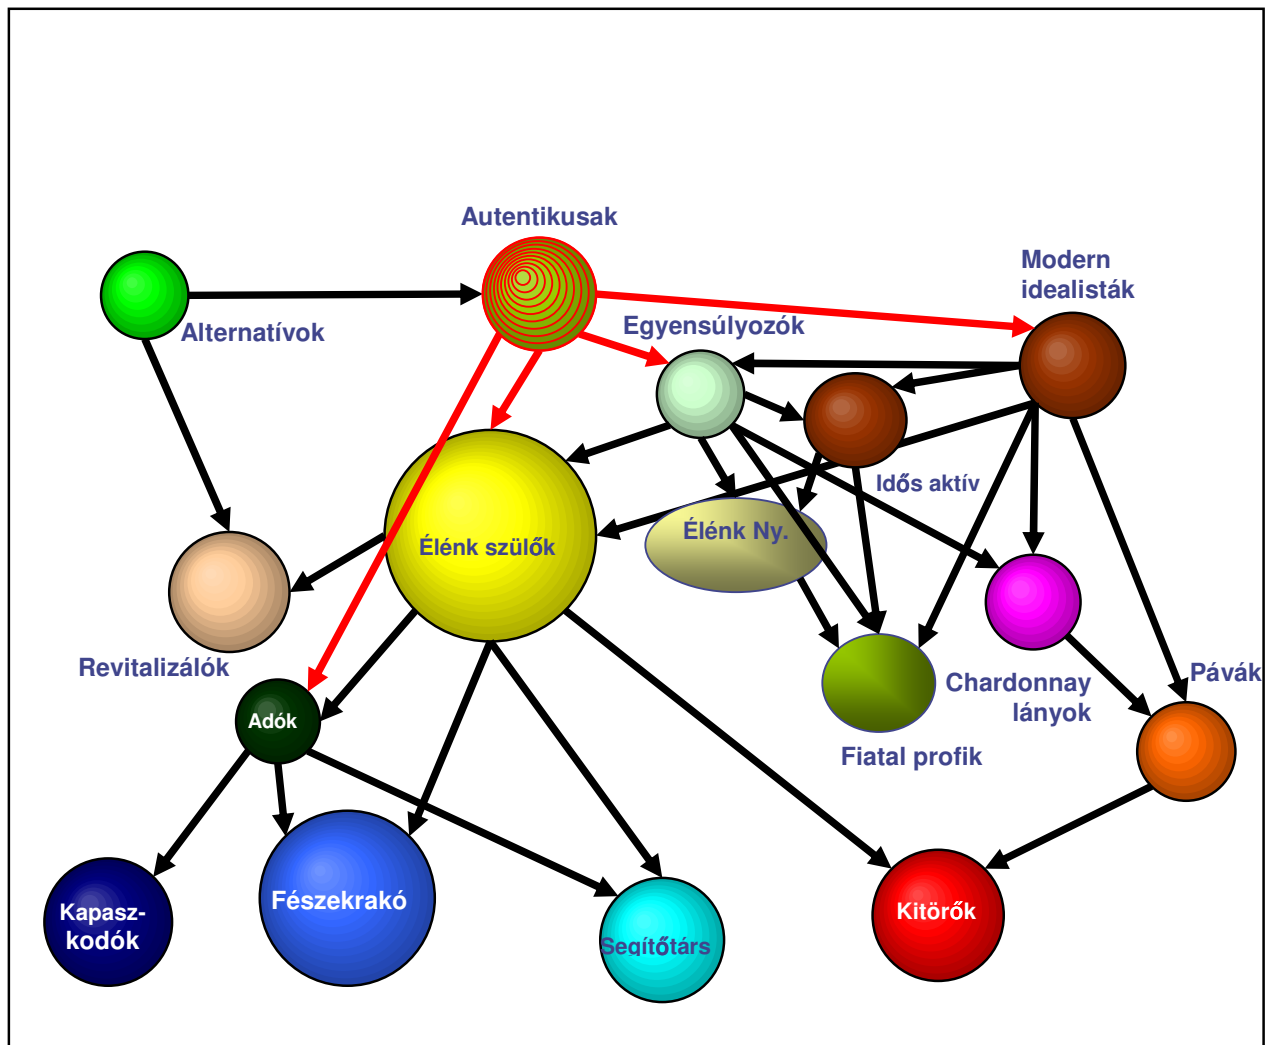 Autentikusak
Modern
idealisták
Alternatívok
Egyensúlyozók
Idős aktív
Élénk Ny.
Élénk szülők
Revitalizálók
Chardonnay
lányok
Pávák
Adók
Fiatal profik
Kapasz-
kodók
Fészekrakó
Segítőtárs
Kitörők